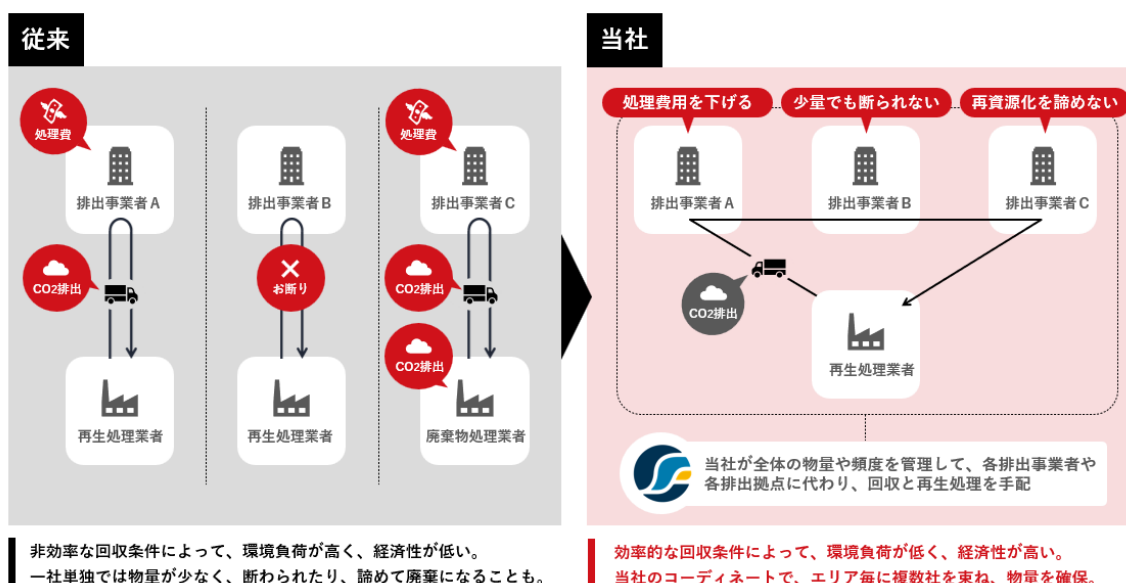 従来
処理費
排出事業者A
CO2排出
再生処理業者
排出事業者B
お断り
再生処理業者
処理費
排出事業者C
CO2排出
CO2排出
廃棄物処理業者
非効率な回収条件によって、環境負荷が高く、経済性が低い。
一社単独では物量が少なく、断わられたり、諦めて廃棄になることも。
当社
処理費用を下げる
少量でも断られない
再資源化を諦めない
排出事業者A
排出事業者B
排出事業者C
CO2排出
再生処理業者
当社が全体の物量や頻度を管理して、各排出事業者や
各排出拠点に代わり、回収と再生処理を手配
効率的な回収条件によって、環境負荷が低く、経済性が高い。
当社のコーディネートで、エリア毎に複数社を束ね、物量を確保。